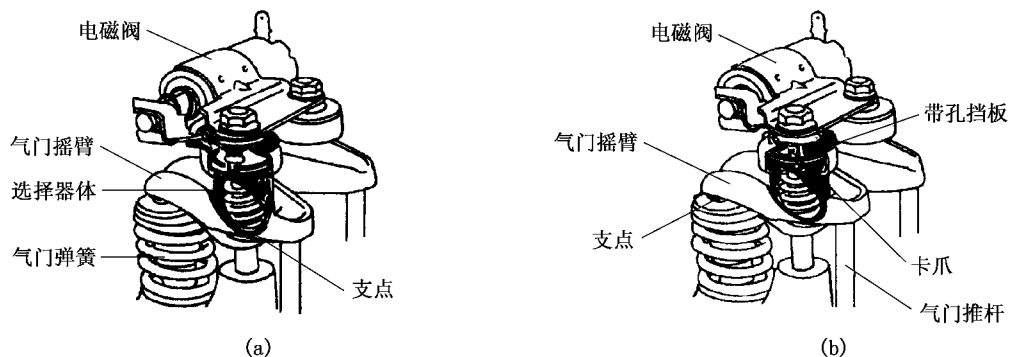 电磁阀
气门摇臂
选择器体
气门弹簧
支点
(a)
电磁阀
带孔挡板
气门摇臂
支点
卡爪
气门推杆
(b)